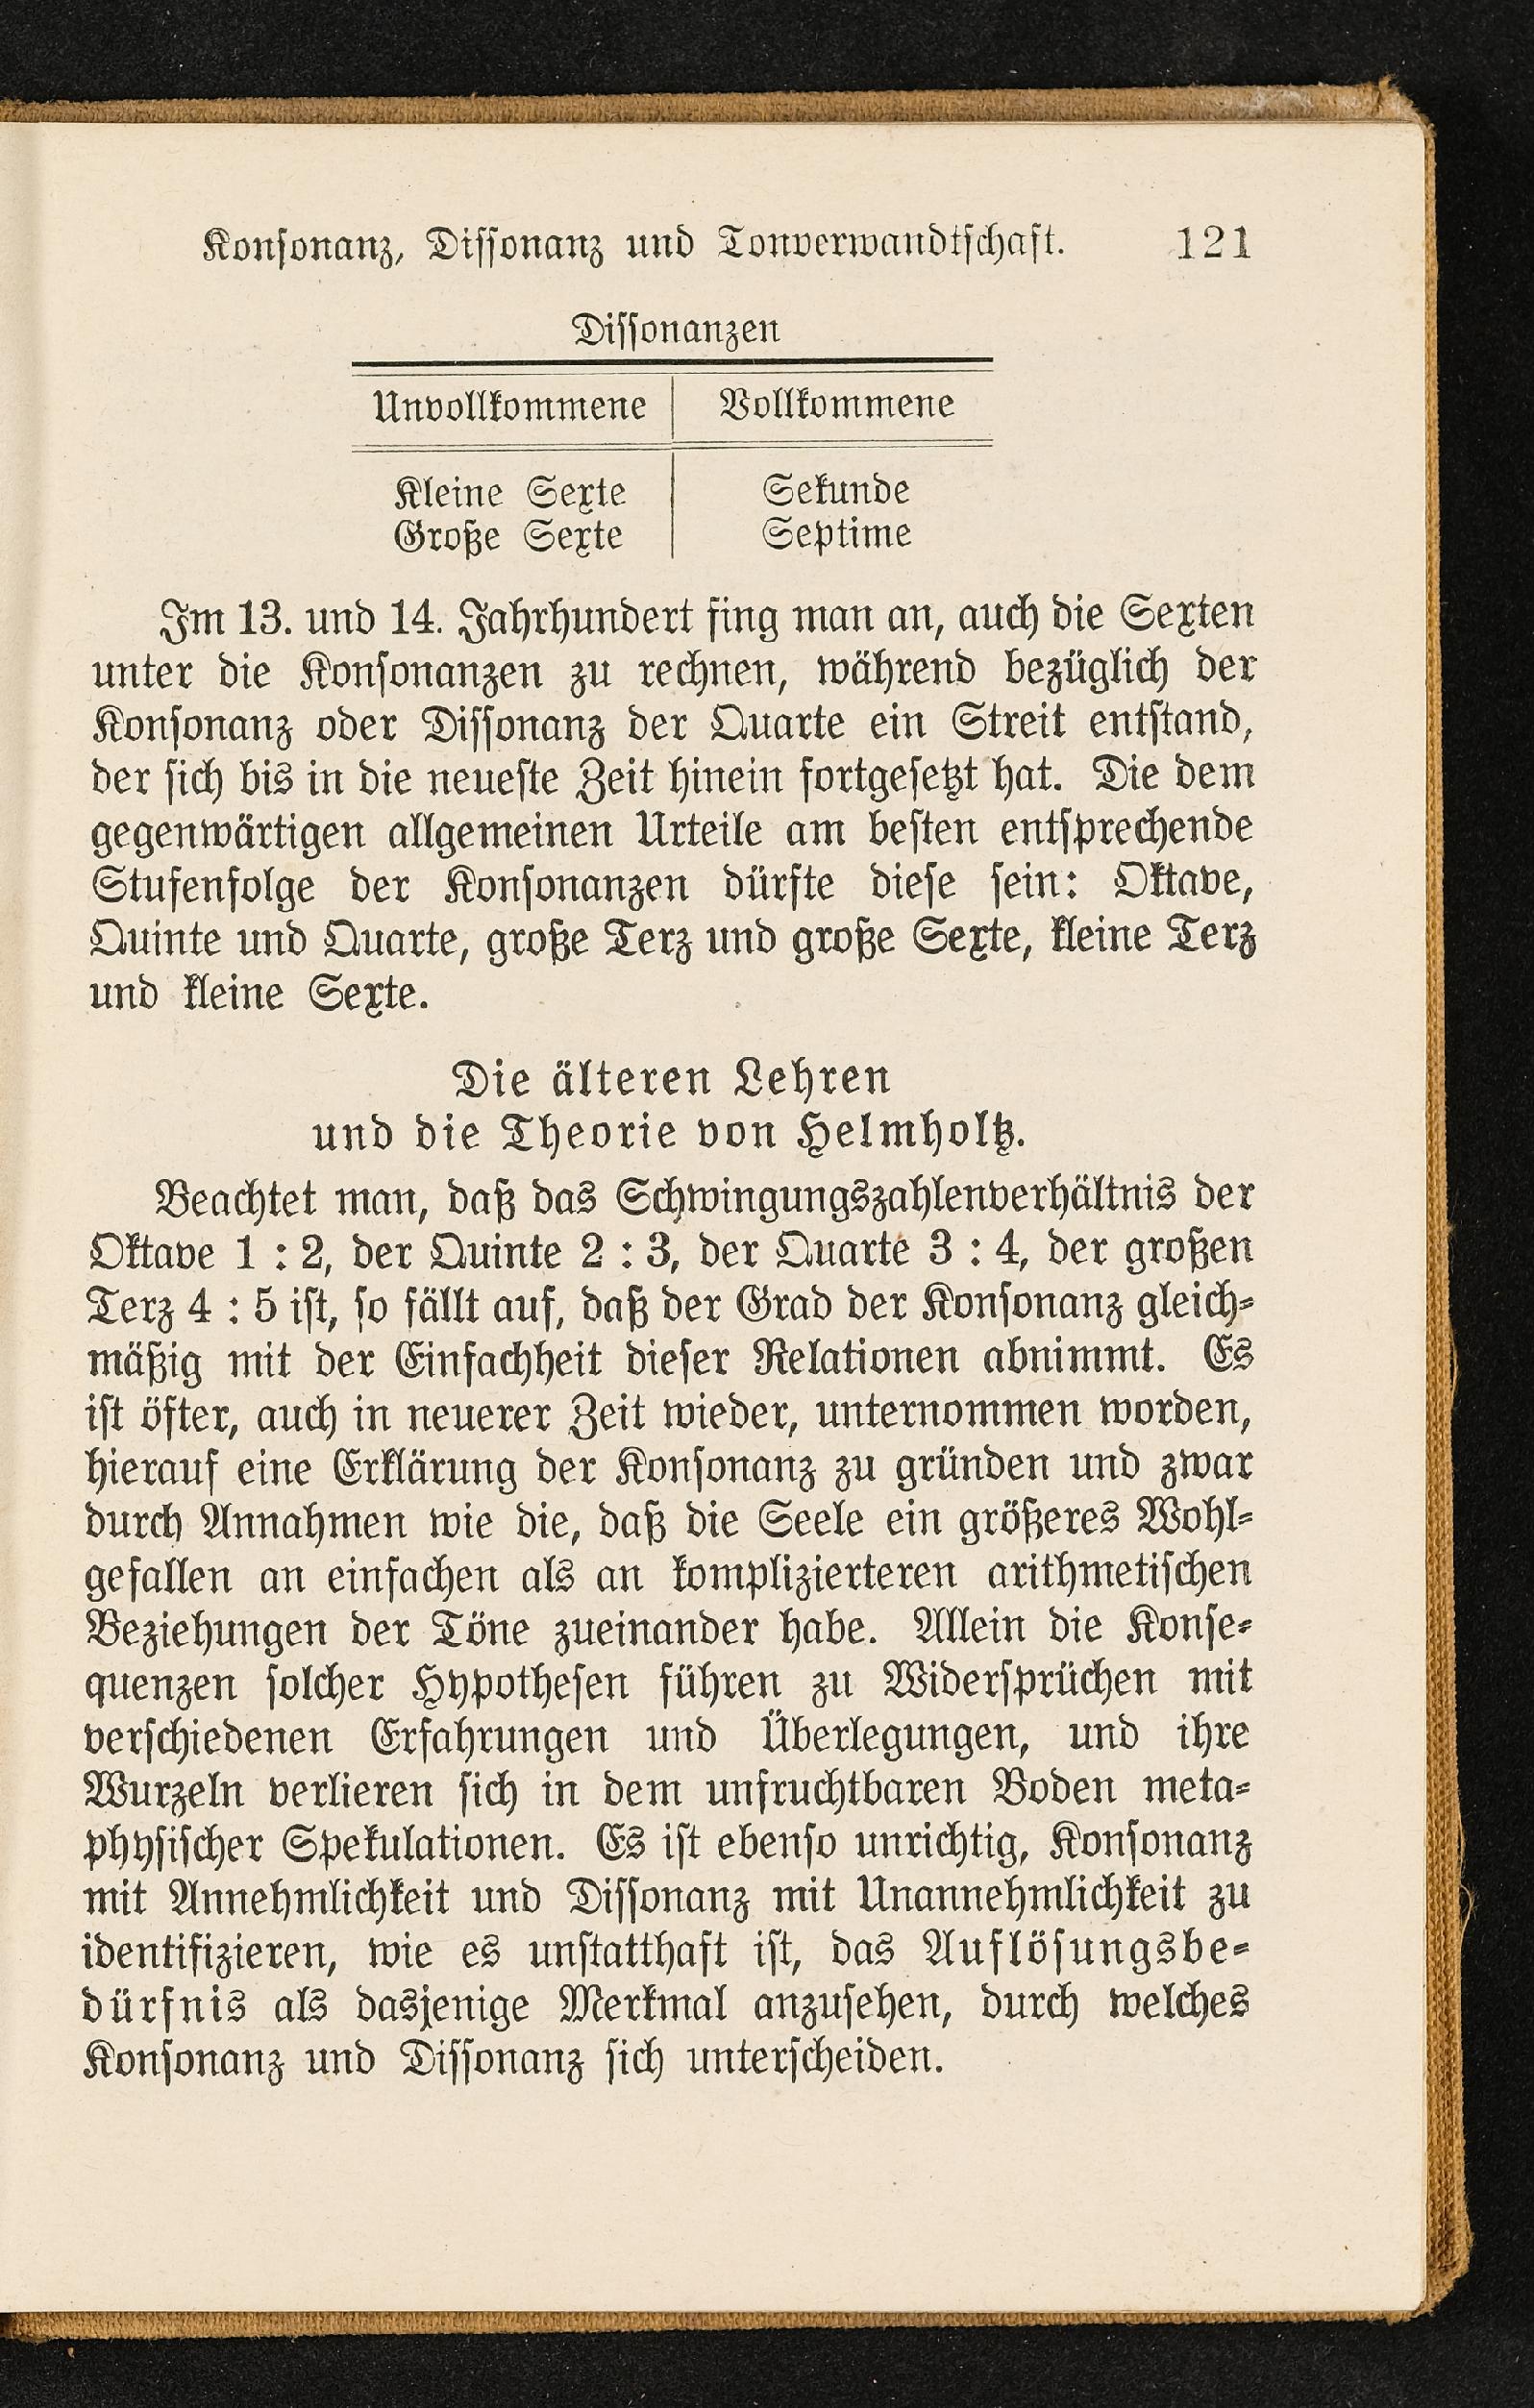 Konsonanz, Dissonanz und Tonverwandtschaft. 121
Dissonanzen
Unvollkommene Vollkommene
Kleine Sexte Sekunde
Große Sexte Septime
Im 13. und 14. Jahrhundert fing man an, auch die Sexten
unter die Konsonanzen zu rechnen, während bezüglich der
Konsonanz oder Dissonanz der Quarte ein Streit entstand,
der sich bis in die neueste Zeit hinein fortgesetzt hat. Die dem
gegenwärtigen allgemeinen Urteile am besten entsprechende
Stufenfolge der Konsonanzen dürfte diese sein: Oktave,
Quinte und Quarte, große Terz und große Sexte, kleine Terz
und kleine Sexte.
Die älteren Lehren
und die Theorie von Helmholtz.
Beachtet man, daß das Schwingungszahlenverhältnis der
Oktave 1 : 2, der Quinte 2 : 3, der Quarte 3 : 4, der großen
Terz 4 : 5 ist, so fällt auf, daß der Grad der Konsonanz gleich-
mäßig mit der Einfachheit dieser Relationen abnimmt. Es
ist öfter, auch in neuerer Zeit wieder, unternommen worden,
hierauf eine Erklärung der Konsonanz zu gründen und zwar
durch Annahmen wie die, daß die Seele ein größeres Wohl-
gefallen an einfachen als an komplizierteren arithmetischen
Beziehungen der Töne zueinander habe. Allein die Konse-
quenzen solcher Hypothesen führen zu Widersprüchen mit
verschiedenen Erfahrungen und Überlegungen, und ihre
Wurzeln verlieren sich in dem unfruchtbaren Boden meta-
physischer Spekulationen. Es ist ebenso unrichtig, Konsonanz
mit Annehmlichkeit und Dissonanz mit Unannehmlichkeit zu
identifizieren, wie es unstatthaft ist, das Auflösungsbe-
dürfnis als dasjenige Merkmal anzusehen, durch welches
Konsonanz und Dissonanz sich unterscheiden.